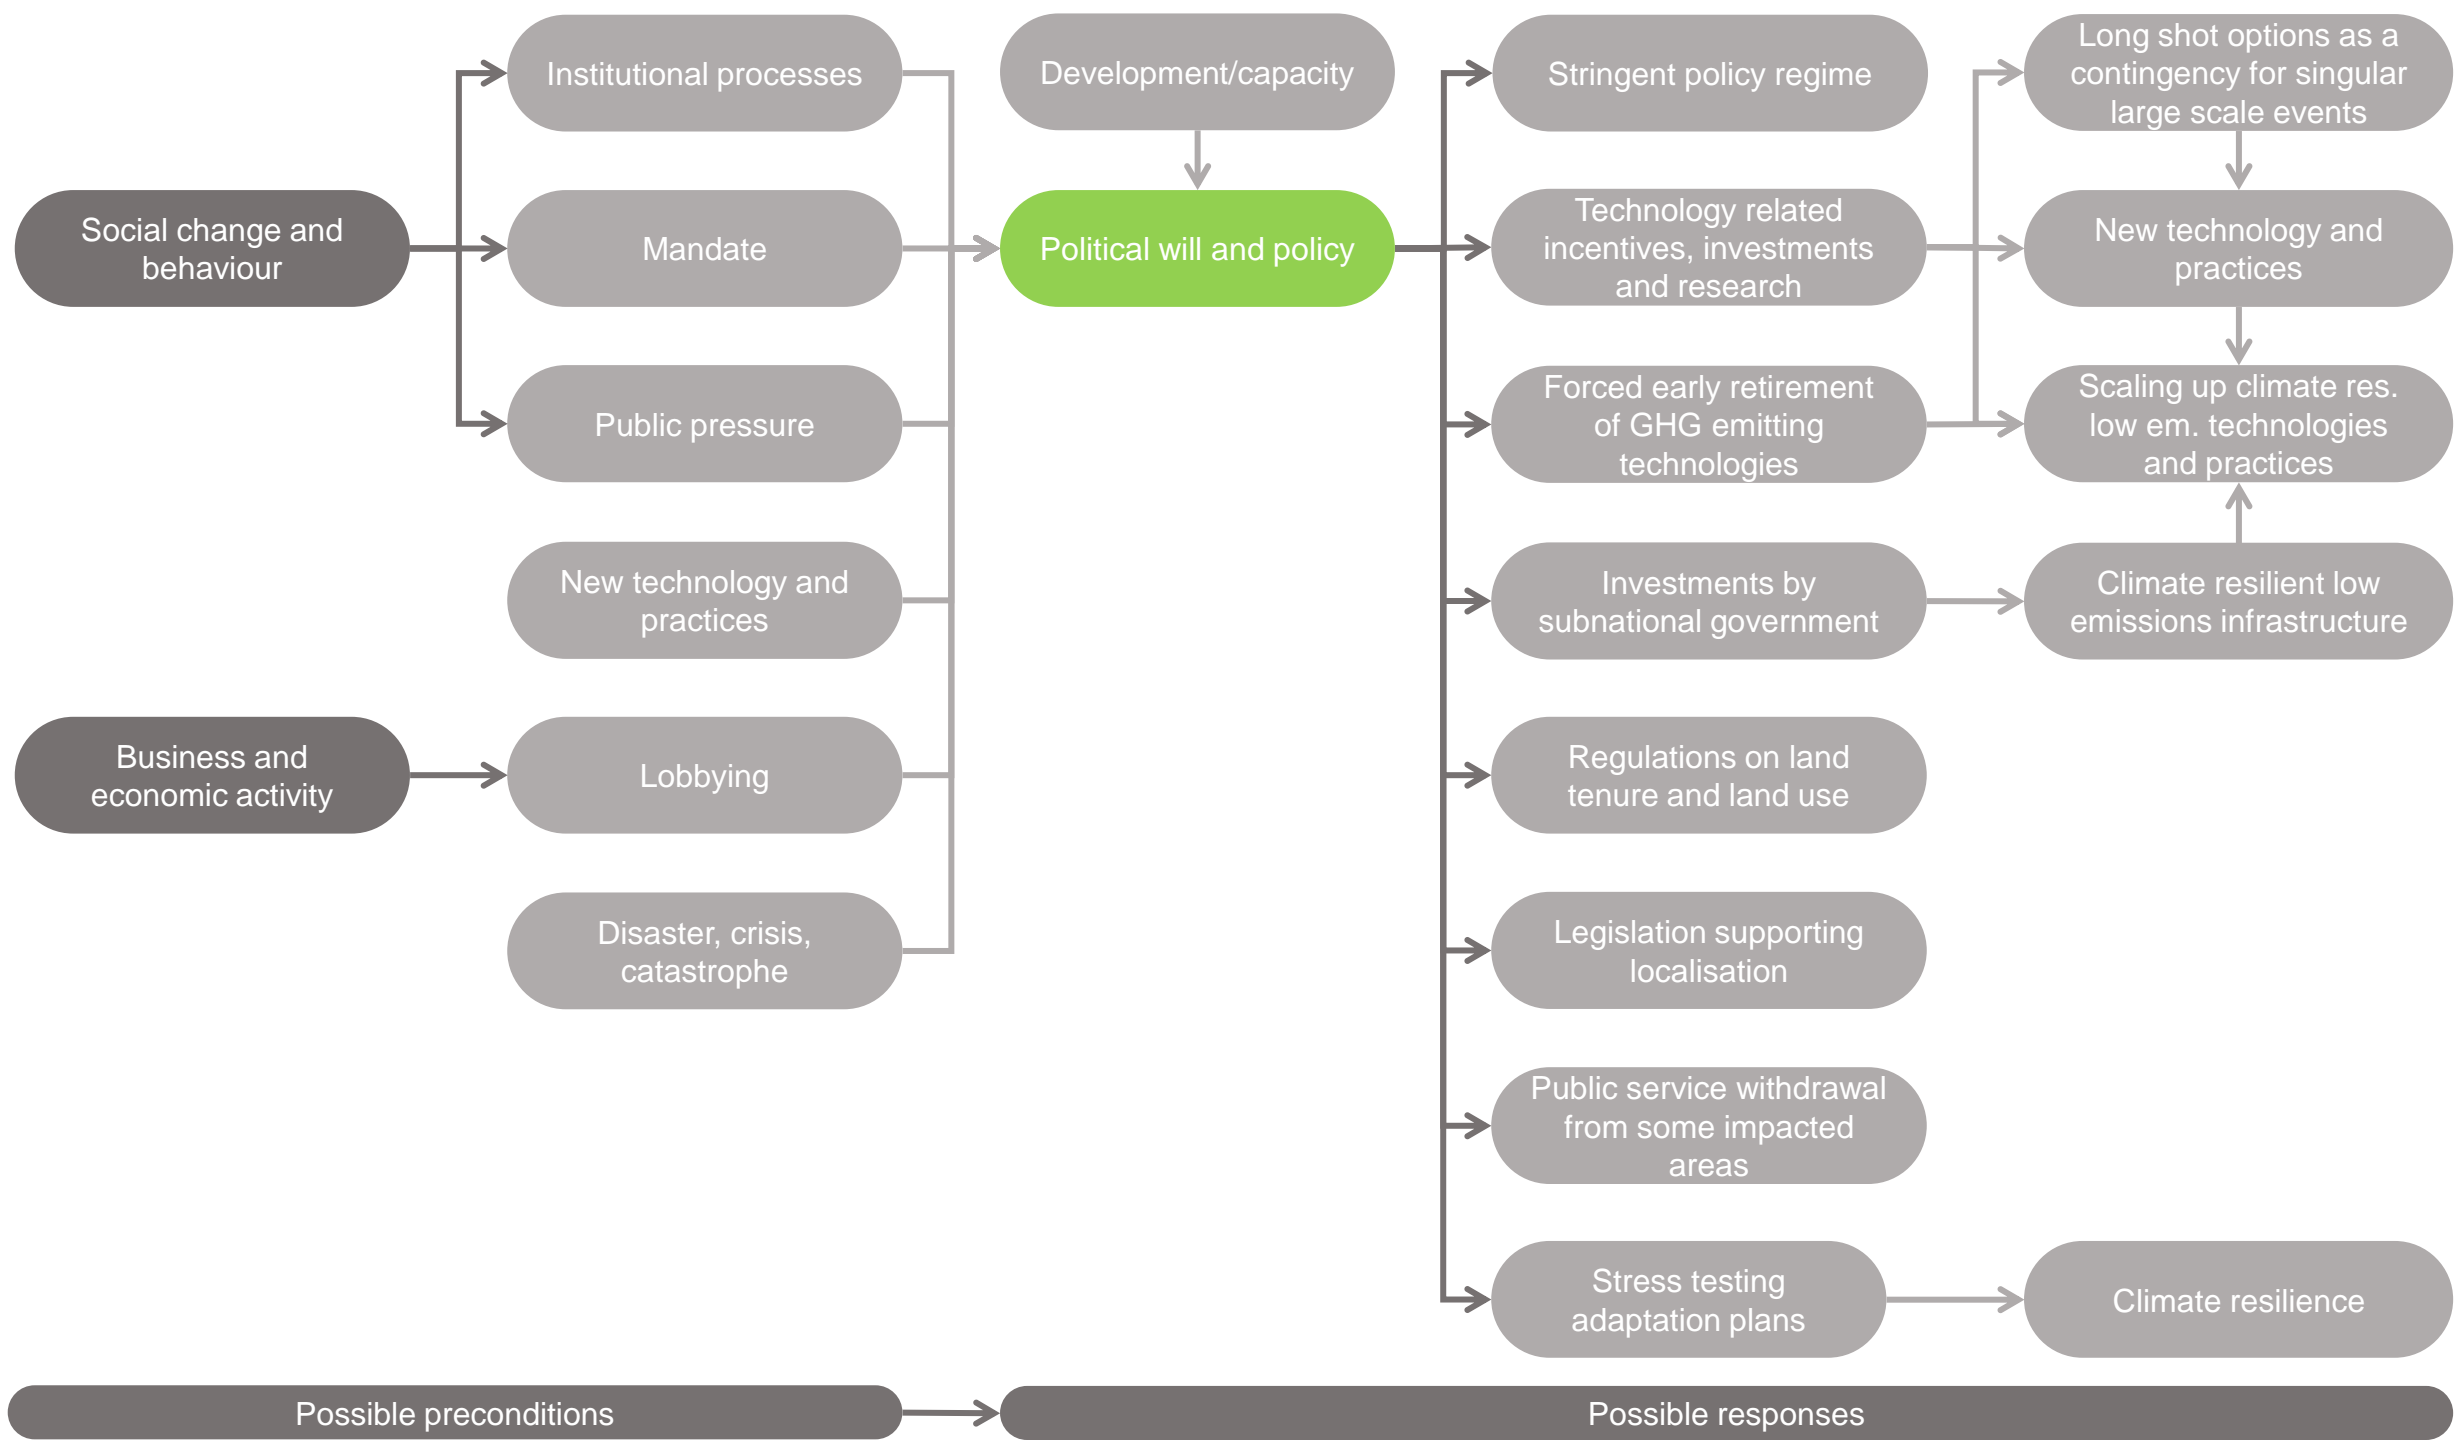 Social change and
behaviour
Business and
economic activity
Institutional processes
Mandate
Public pressure
New technology and
practices
Lobbying
Disaster, crisis,
catastrophe
Development/capacity
Political will and policy
Stringent policy regime
Technology related
incentives, investments
and research
Forced early retirement
of GHG emitting
technologies
Investments by
subnational government
Regulations on land
tenure and land use
Legislation supporting
localisation
Public service withdrawal
from some impacted
areas
Stress testing
adaptation plans
Long shot options as a
contingency for singular
large scale events
New technology and
practices
Scaling up climate res.
low em. technologies
and practices
Climate resilient low
emissions infrastructure
Climate resilience
Possible preconditions
Possible responses